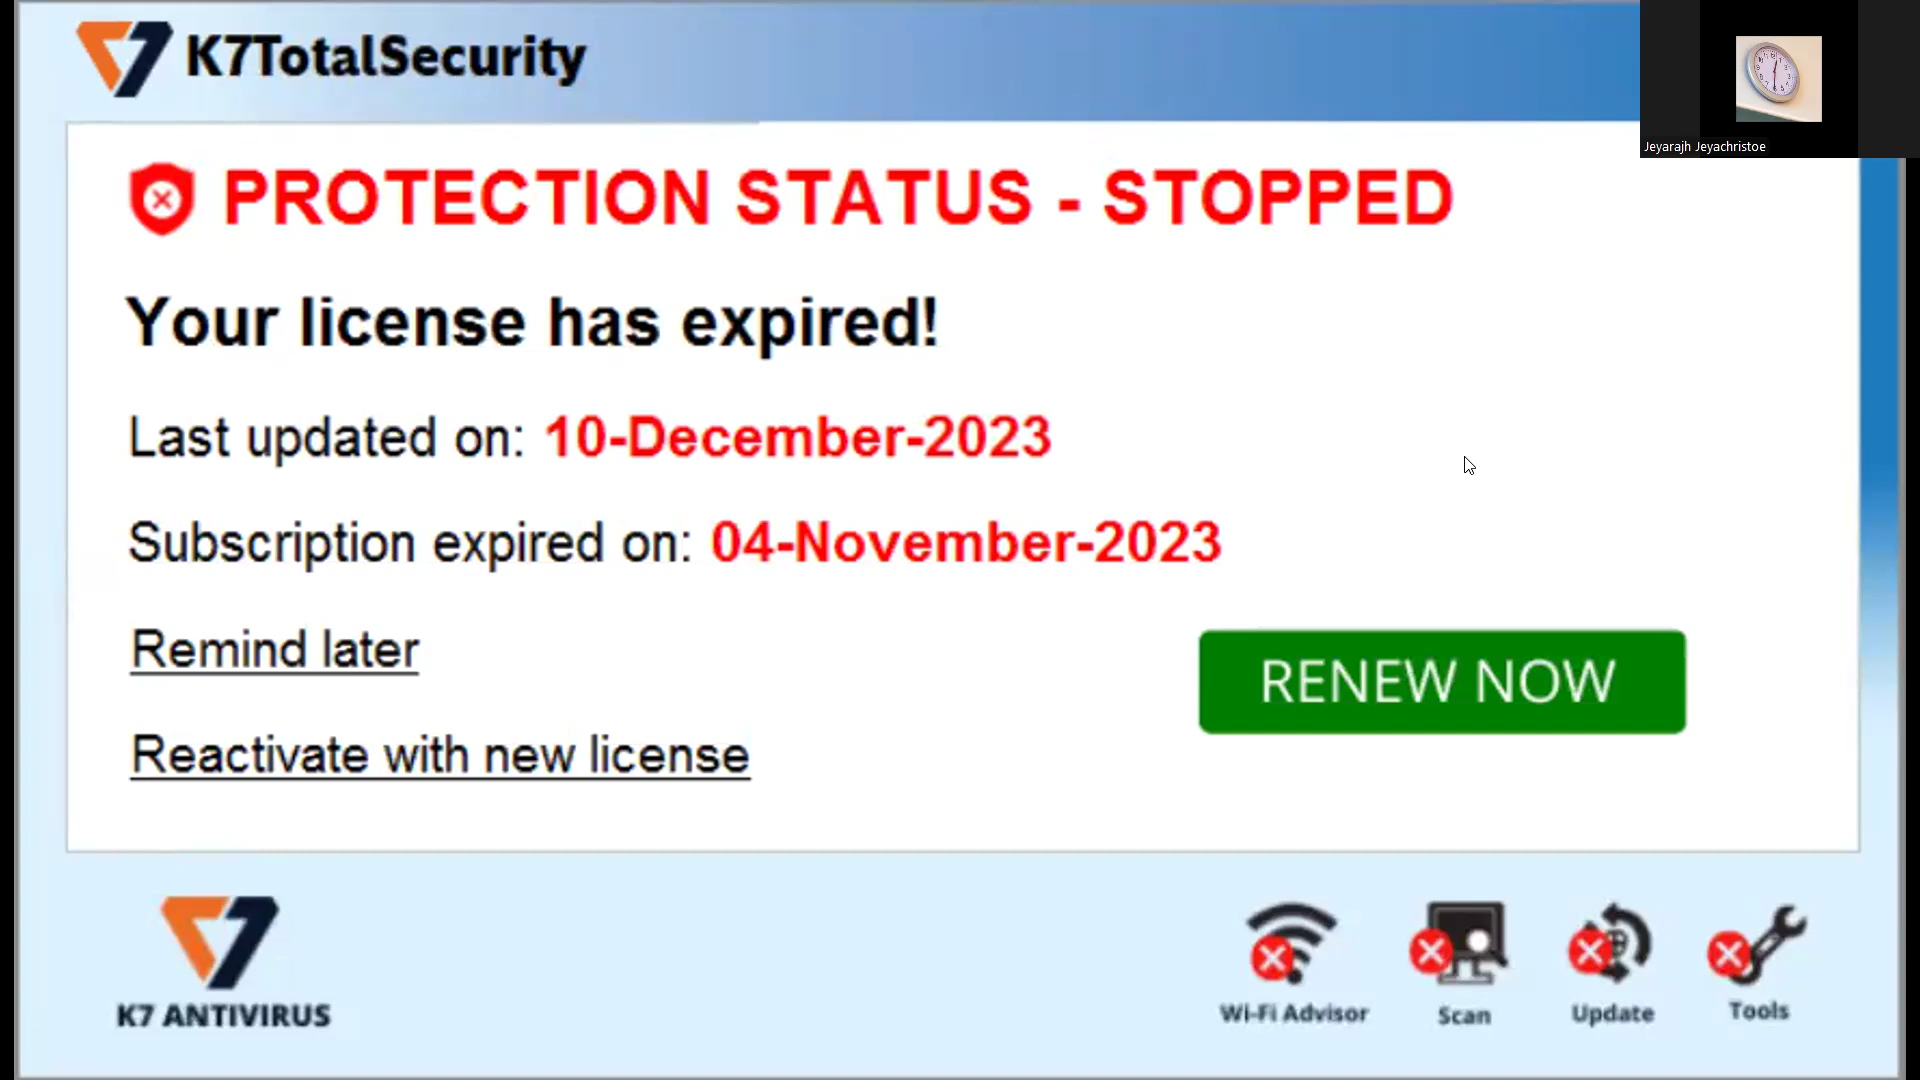 K7TotalSecurity
Jeyarajh Jeyachristoe
PROTECTION STATUS - STOPPED
Your license has expired!
Last updated on: 10-December-2023
Subscription expired on: 04-November-2023
Remind later
RENEW NOW
Reactivate with new license
K7 ANTIVIRUS
Wi-Fi Advisor
Scan
Update
Tools